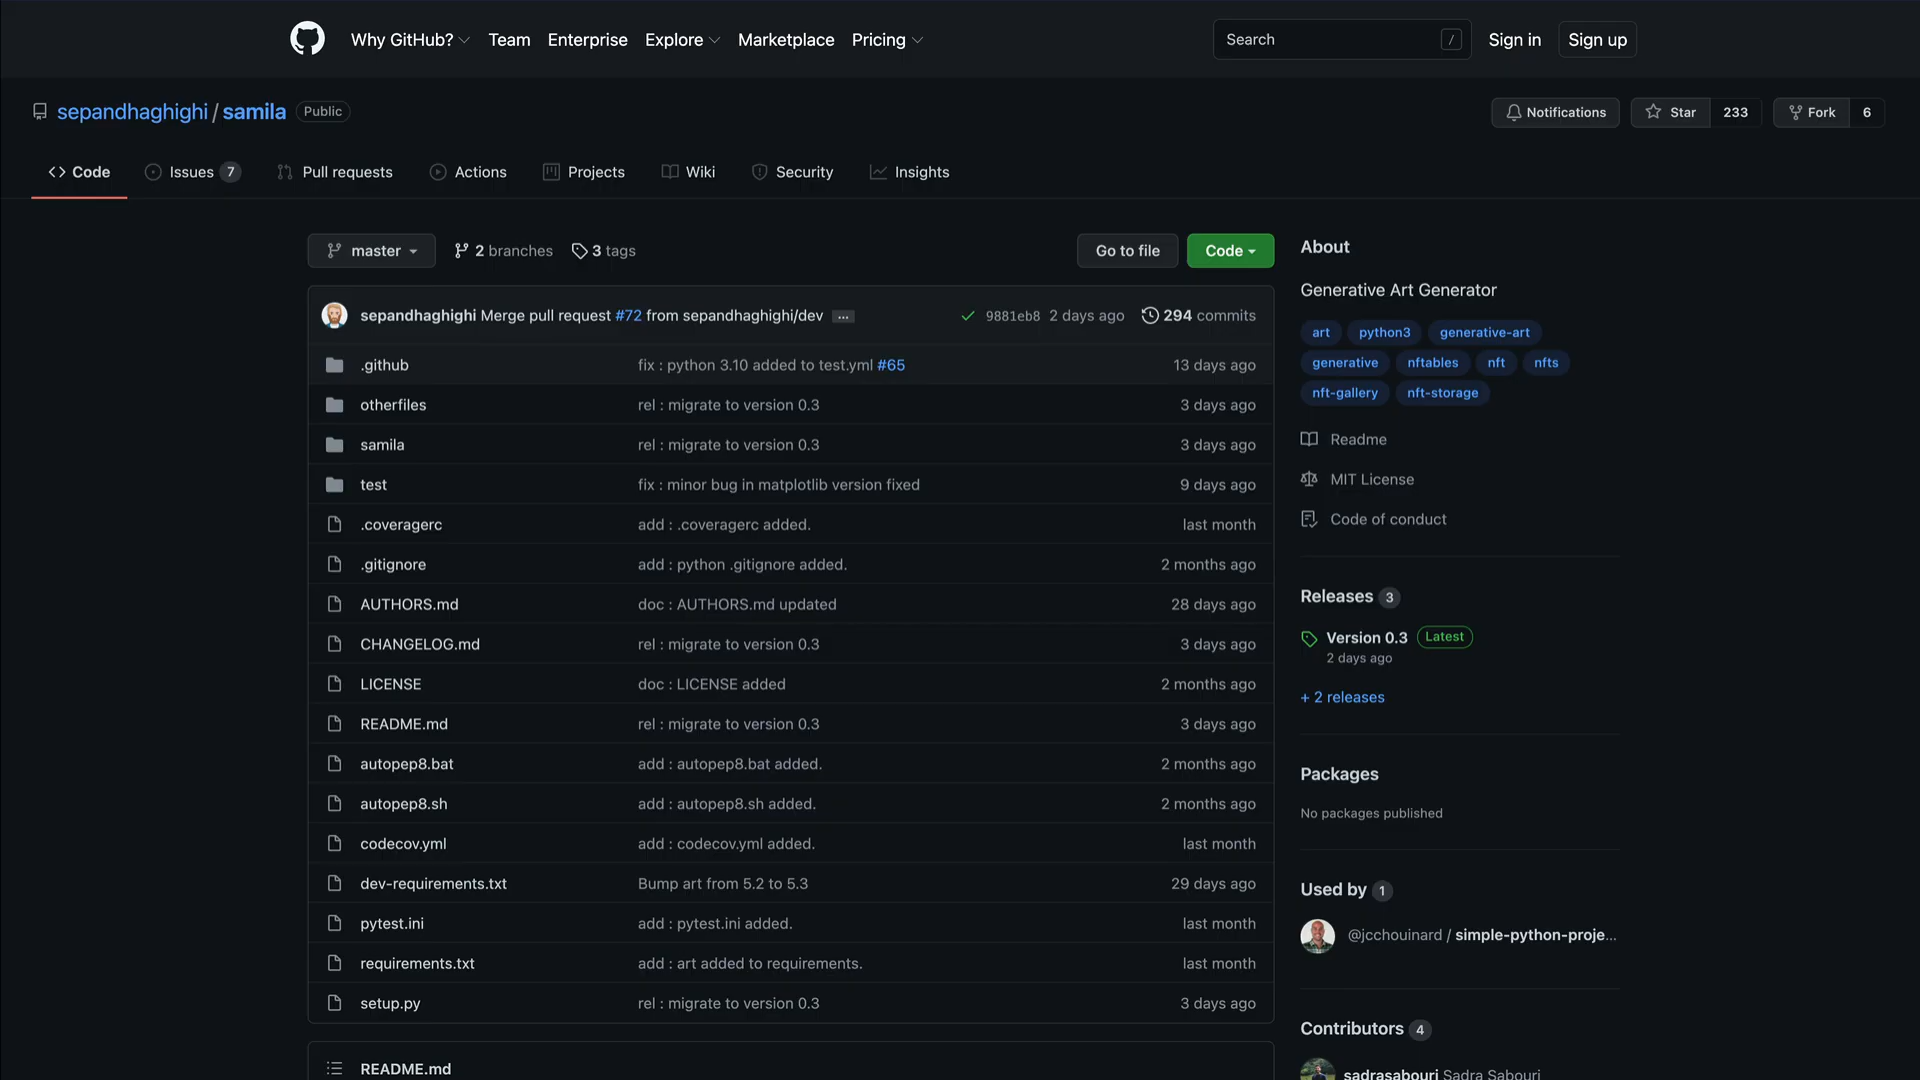 Why GitHub? Team Enterprise Explore Marketplace Pricing Search / Sign in Sign up
sepandhaghighi / samila Public Notifications Star 233 Fork 6
Code Issues 7 Pull requests Actions Projects Wiki Security Insights
master 2 branches 3 tags Go to file Code
sepandhaghighi Merge pull request #72 from sepandhaghighi/dev ... 9881eb8 2 days ago 294 commits
.github fix : python 3.10 added to test.yml #65 13 days ago
otherfiles rel : migrate to version 0.3 3 days ago
samila rel : migrate to version 0.3 3 days ago
test fix : minor bug in matplotlib version fixed 9 days ago
.coveragerc add : .coveragerc added. last month
.gitignore add : python .gitignore added. 2 months ago
AUTHORS.md doc : AUTHORS.md updated 28 days ago
CHANGELOG.md rel : migrate to version 0.3 3 days ago
LICENSE doc : LICENSE added 2 months ago
README.md rel : migrate to version 0.3 3 days ago
autopep8.bat add : autopep8.bat added. 2 months ago
autopep8.sh add : autopep8.sh added. 2 months ago
codecov.yml add : codecov.yml added. last month
dev-requirements.txt Bump art from 5.2 to 5.3 29 days ago
pytest.ini add : pytest.ini added. last month
requirements.txt add : art added to requirements. last month
setup.py rel : migrate to version 0.3 3 days ago
README.md
About
Generative Art Generator
art python3 generative-art
generative nftables nft nfts
nft-gallery nft-storage
Readme
MIT License
Code of conduct
Releases 3
Version 0.3 Latest
2 days ago
+ 2 releases
Packages
No packages published
Used by 1
@jcchouinard / simple-python-proje...
Contributors 4
sadrasabouri Sadra Sabouri